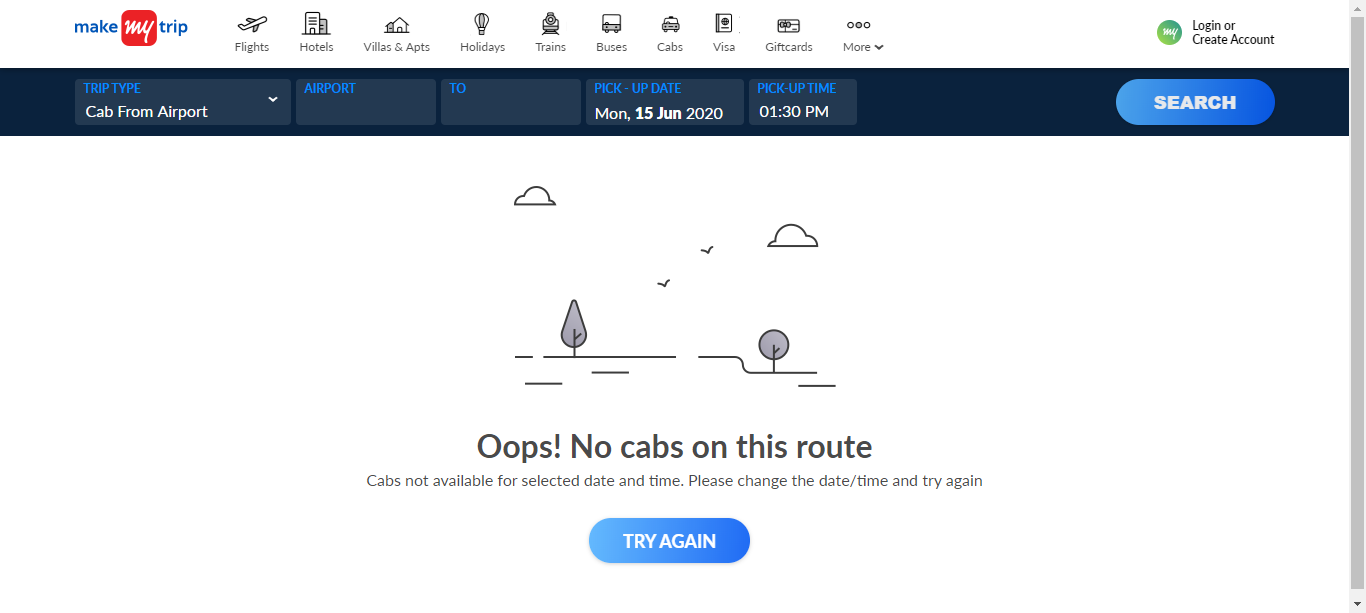 make my trip
Flights
Hotels
Villas & Apts
Holidays
Trains
Buses
Cabs
Visa
Giftcards
More
my
Login or
Create Account
TRIP TYPE
Cab From Airport
AIRPORT
TO
PICK - UP DATE
Mon, 15 Jun 2020
PICK-UP TIME
01:30 PM
SEARCH
Oops! No cabs on this route
Cabs not available for selected date and time. Please change the date/time and try again
TRY AGAIN